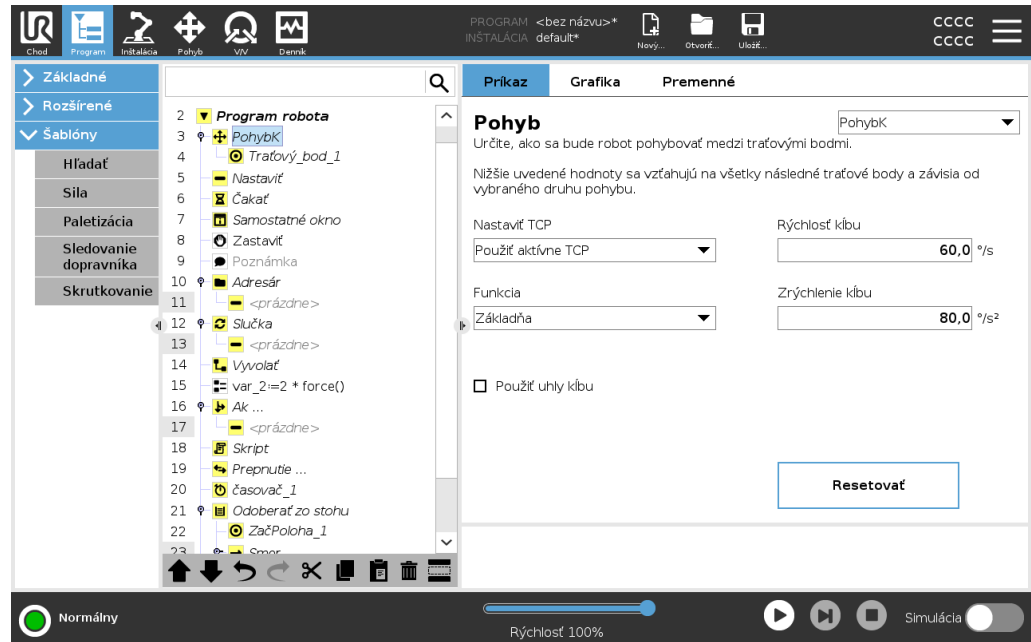 PROGRAM <bez názvu>*
INŠTALÁCIA default*
cccc
cccc
Chod
Program
Inštalácia
Pohyb
V/V
Denník
Nový...
Otvoriť...
Uložiť...
Základné
Rozšírené
Šablóny
Hľadať
Sila
Paletizácia
Sledovanie
dopravníka
Skrutkovanie
2 Program robota
3 PohybK
4 Traťový_bod_1
5 Nastaviť
6 Čakať
7 Samostatné okno
8 Zastaviť
9 Poznámka
10 Adresár
11 <prázdne>
12 Slučka
13 <prázdne>
14 Vyvolať
15 var_2:=2 * force()
16 Ak ...
17 <prázdne>
18 Skript
19 Prepnutie ...
20 časovač_1
21 Odoberať zo stohu
22 ZačPoloha_1
23 Smer
Príkaz
Grafika
Premenné
Pohyb
PohybK
Určite, ako sa bude robot pohybovať medzi traťovými bodmi.
Nižšie uvedené hodnoty sa vzťahujú na všetky následné traťové body a závisia od
vybraného druhu pohybu.
Nastaviť TCP
Rýchlosť kĺbu
Použiť aktívne TCP
60,0 °/s
Funkcia
Zrýchlenie kĺbu
Základňa
80,0 °/s²
Použiť uhly kĺbu
Resetovať
Normálny
Rýchlosť 100%
Simulácia